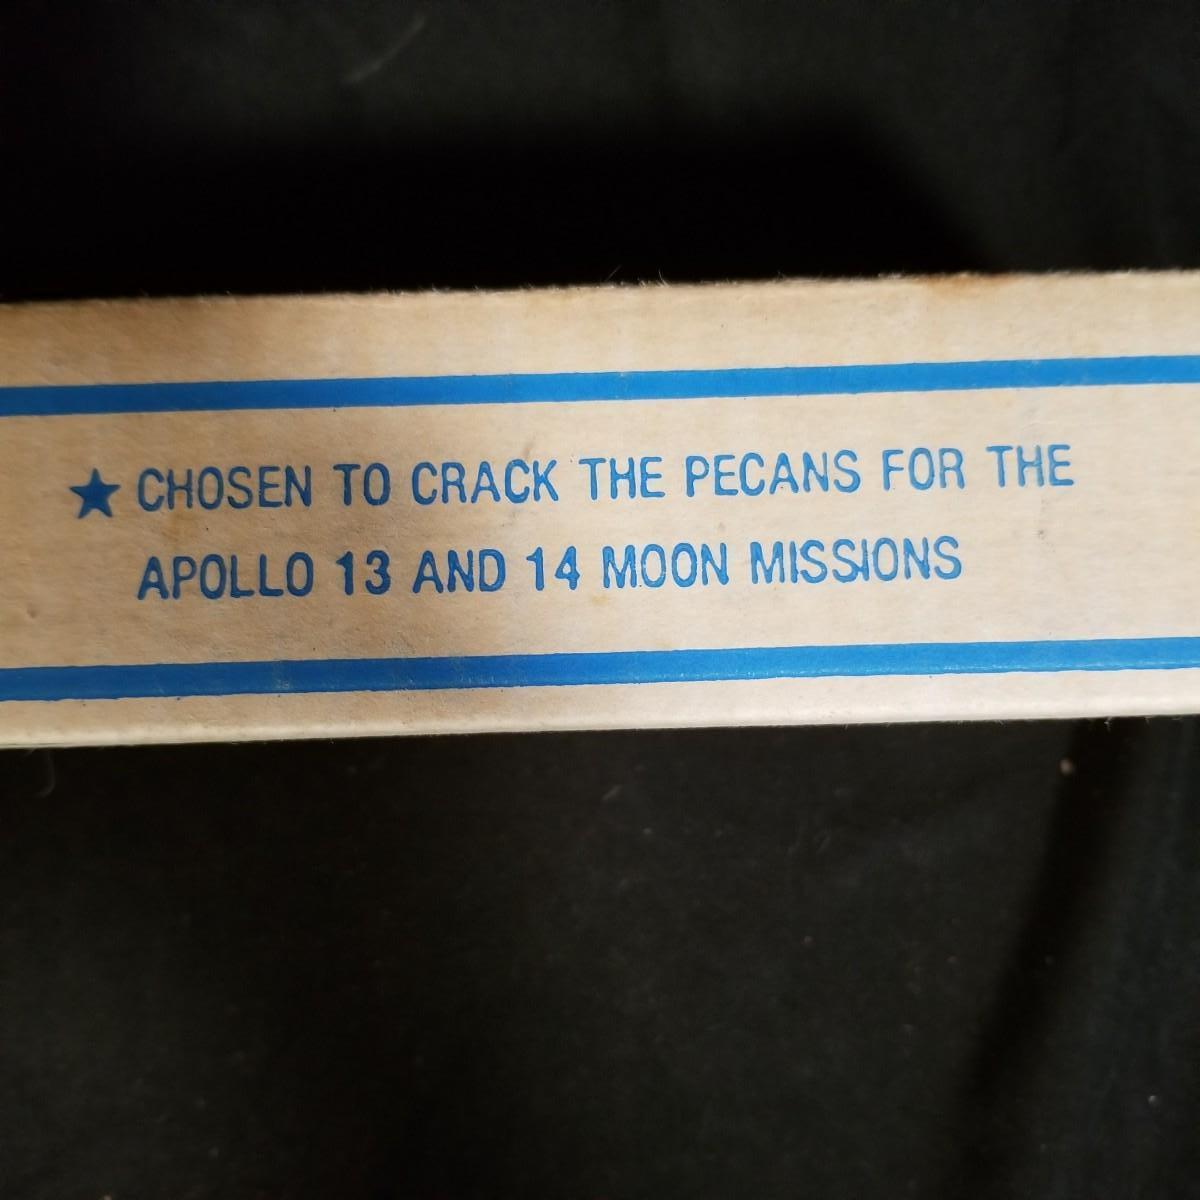 ★ CHOSEN TO CRACK THE PECANS FOR THE
APOLLO 13 AND 14 MOON MISSIONS